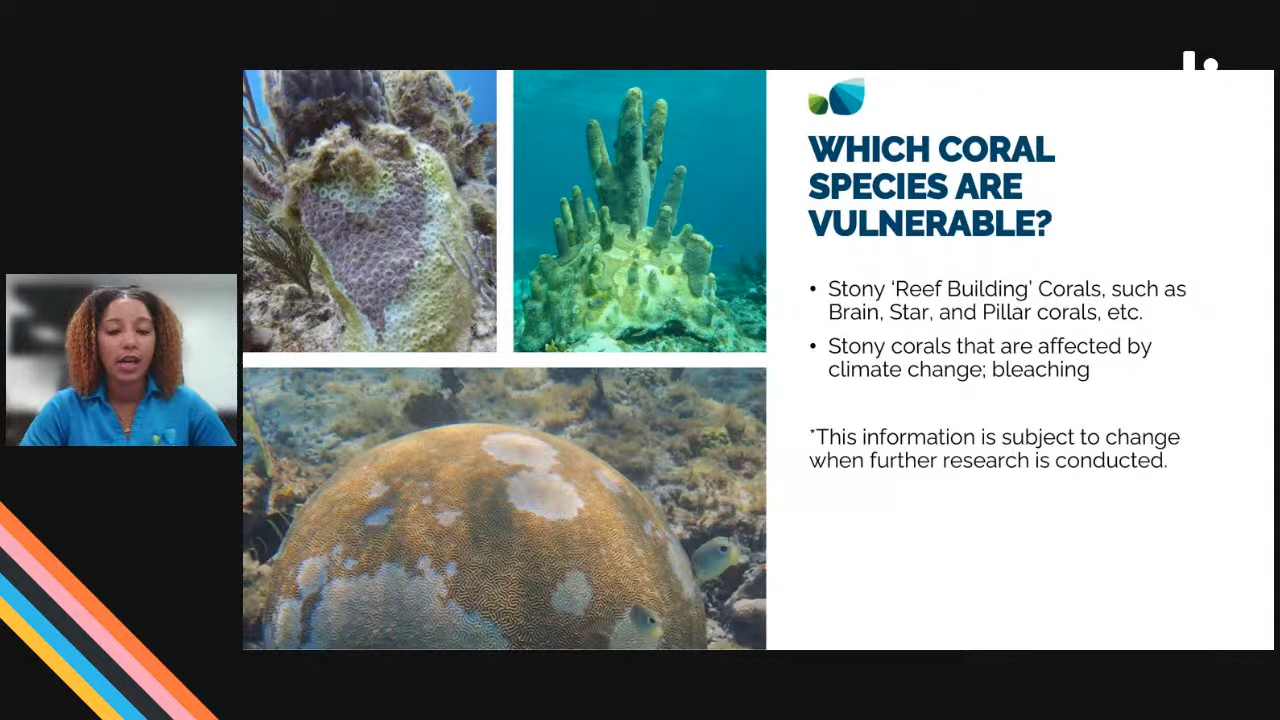 WHICH CORAL
SPECIES ARE
VULNERABLE?
• Stony ‘Reef Building’ Corals, such as
Brain, Star, and Pillar corals, etc.
• Stony corals that are affected by
climate change; bleaching
*This information is subject to change
when further research is conducted.